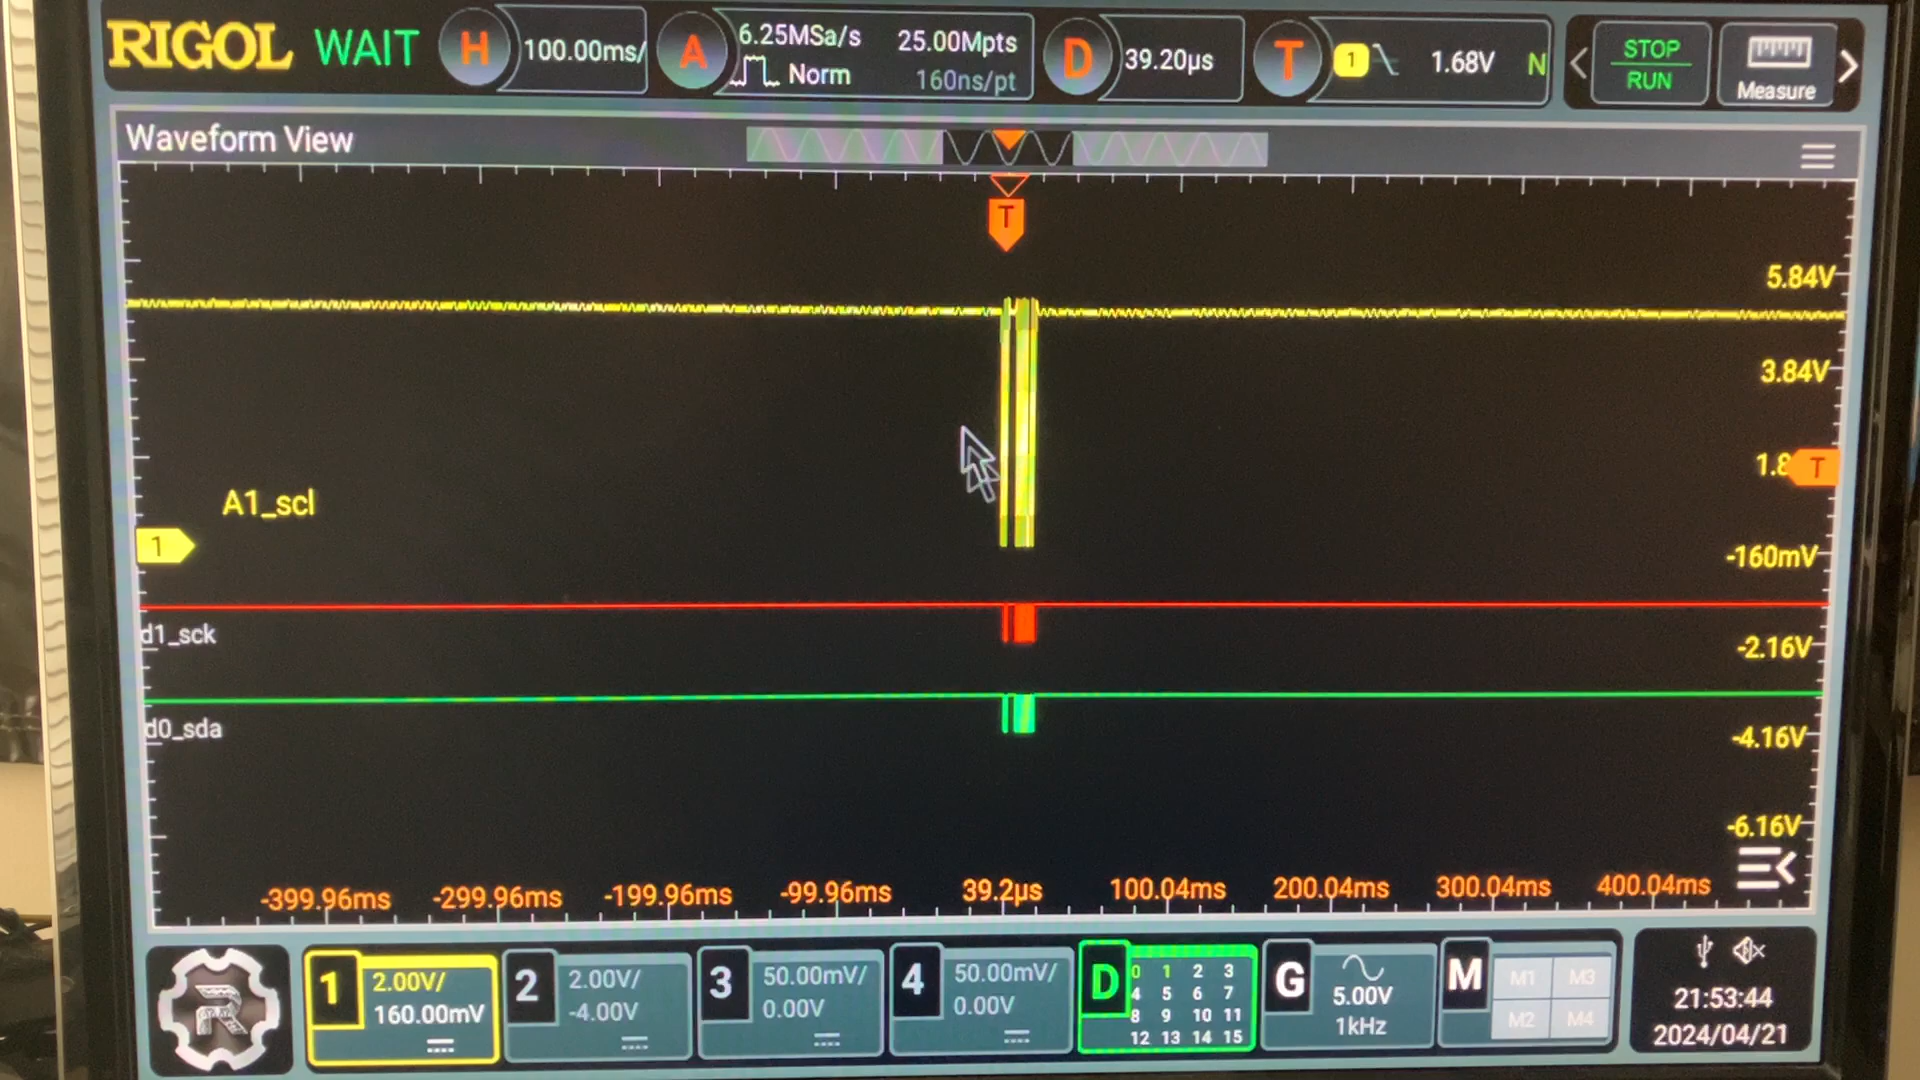 RIGOL WAIT H 100.00ms/ A 6.25MSa/s 25.00Mpts D 39.20µs T 1 1.68V N STOP
Norm 160ns/pt RUN Measure
Waveform View
T
5.84V
3.84V
1.8 T
A1_scl
1
-160mV
d1_sck
-2.16V
d0_sda
-4.16V
-6.16V
-399.96ms -299.96ms -199.96ms -99.96ms 39.2µs 100.04ms 200.04ms 300.04ms 400.04ms
1 2.00V/ 2 2.00V/ 3 50.00mV/ 4 50.00mV/ D 0 1 2 3 G M M1 M3
160.00mV -4.00V 0.00V 0.00V 4 5 6 7 5.00V 21:53:44
8 9 10 11 1kHz M2 M4
12 13 14 15 2024/04/21
R